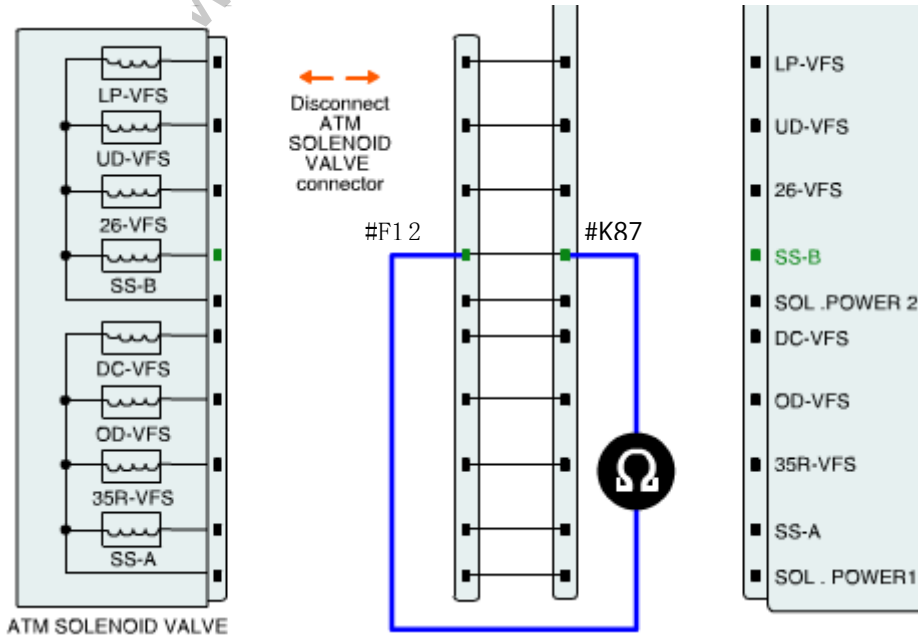 LP-VFS
UD-VFS
26-VFS
SS-B
DC-VFS
OD-VFS
35R-VFS
SS-A
ATM SOLENOID VALVE
Disconnect
ATM
SOLENOID
VALVE
connector
#F12
#K87
Ω
LP-VFS
UD-VFS
26-VFS
SS-B
SOL .POWER 2
DC-VFS
OD-VFS
35R-VFS
SS-A
SOL . POWER1